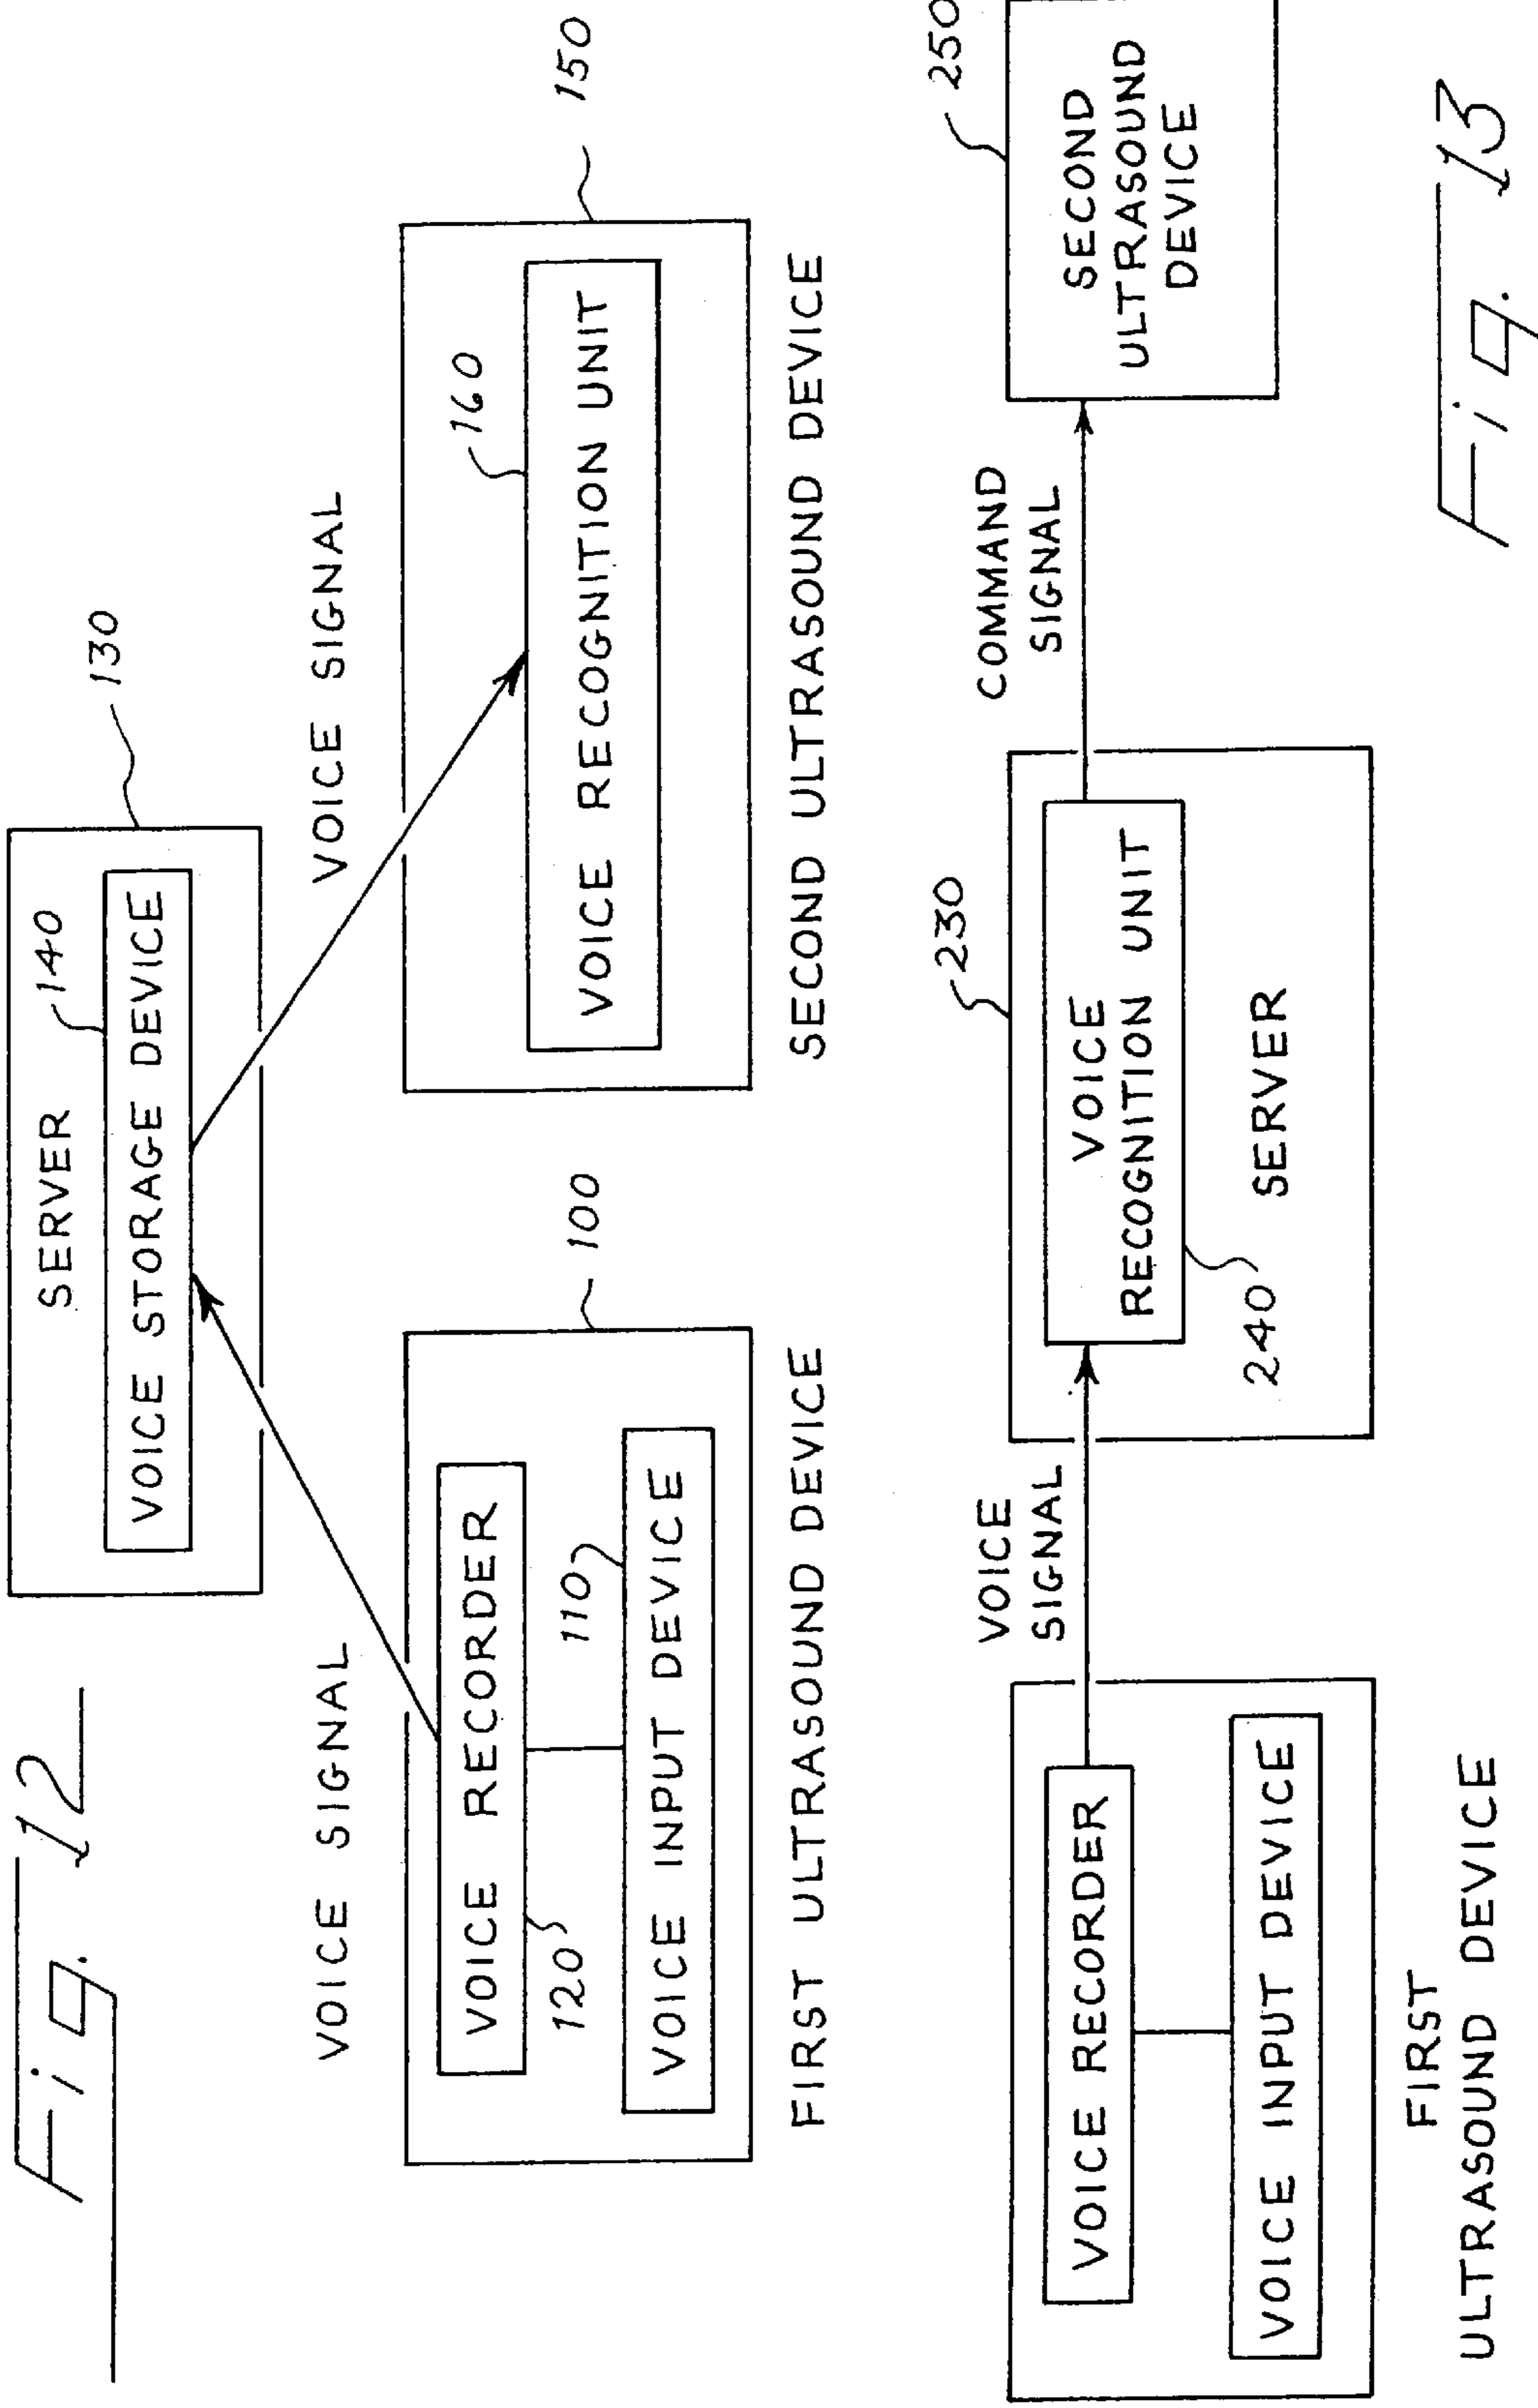 Fig. 12
SERVER
130
140
VOICE STORAGE DEVICE
VOICE SIGNAL
VOICE SIGNAL
VOICE RECORDER
120
110
VOICE INPUT DEVICE
100
FIRST ULTRASOUND DEVICE
160
VOICE RECOGNITION UNIT
150
SECOND ULTRASOUND DEVICE
VOICE RECORDER
VOICE INPUT DEVICE
FIRST
ULTRASOUND DEVICE
VOICE
SIGNAL
230
VOICE
RECOGNITION UNIT
240
SERVER
COMMAND
SIGNAL
250
SECOND
ULTRASOUND
DEVICE
Fig. 13